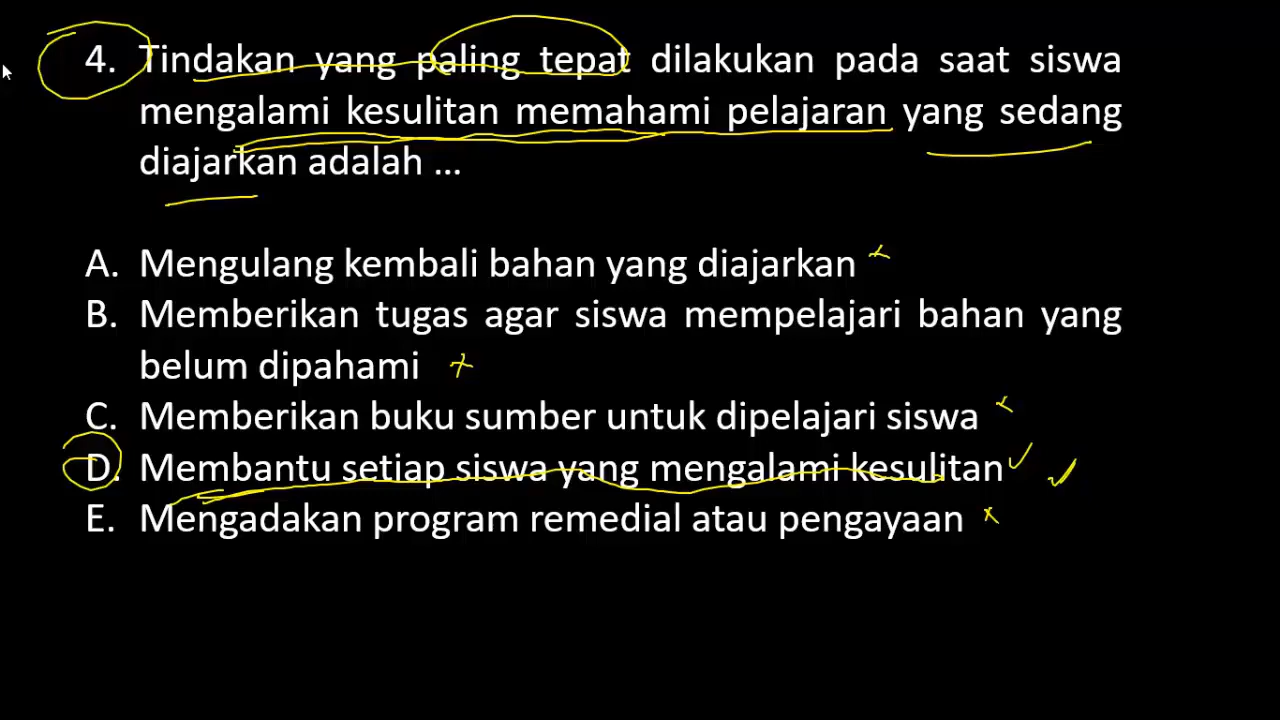 4. Tindakan yang paling tepat dilakukan pada saat siswa
mengalami kesulitan memahami pelajaran yang sedang
diajarkan adalah ...
A. Mengulang kembali bahan yang diajarkan
B. Memberikan tugas agar siswa mempelajari bahan yang
belum dipahami
C. Memberikan buku sumber untuk dipelajari siswa
D. Membantu setiap siswa yang mengalami kesulitan
E. Mengadakan program remedial atau pengayaan